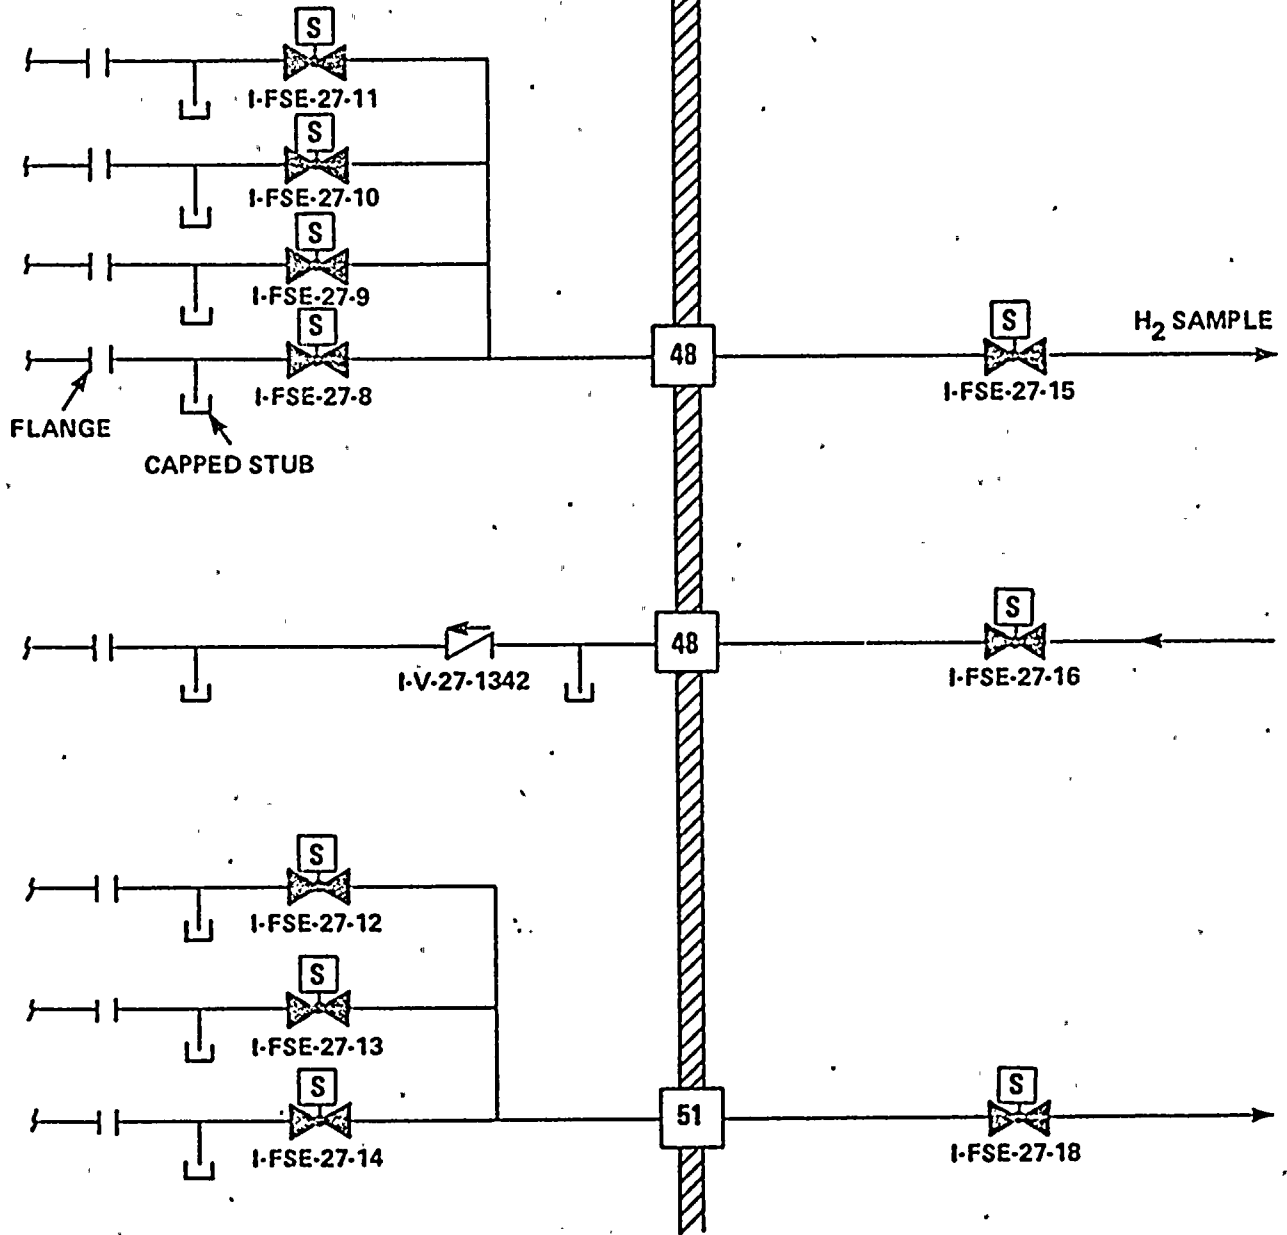 S
I-FSE-27-11
S
I-FSE-27-10
S
I-FSE-27-9
S
I-FSE-27-8
FLANGE
CAPPED STUB
48
S
I-FSE-27-15
H2 SAMPLE
I-V-27-1342
48
S
I-FSE-27-16
S
I-FSE-27-12
S
I-FSE-27-13
S
I-FSE-27-14
51
S
I-FSE-27-18